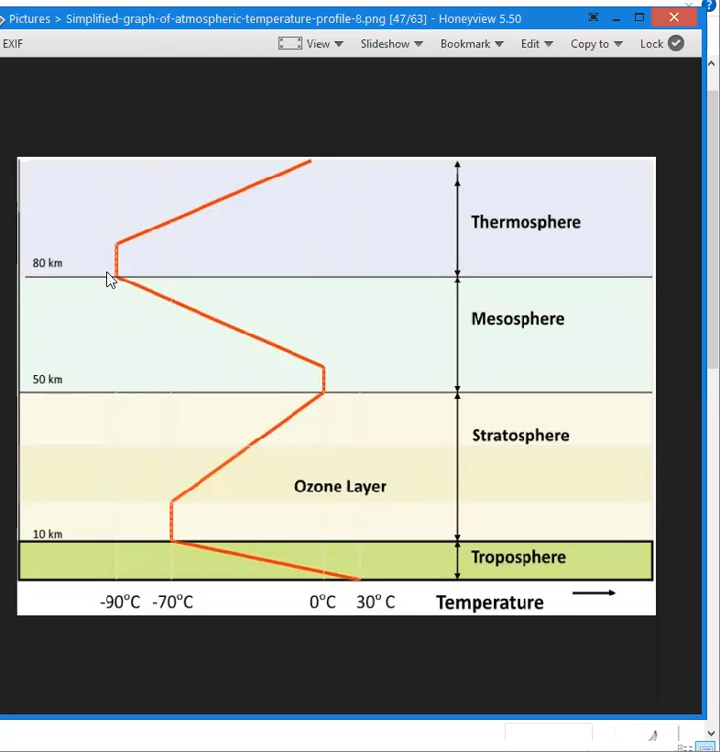 Pictures > Simplified-graph-of-atmospheric-temperature-profile-8.png [47/63] - Honeyview 5.50
EXIF View Slideshow Bookmark Edit Copy to Lock
Thermosphere
80 km
Mesosphere
50 km
Stratosphere
Ozone Layer
10 km
Troposphere
-90°C -70°C 0°C 30° C Temperature